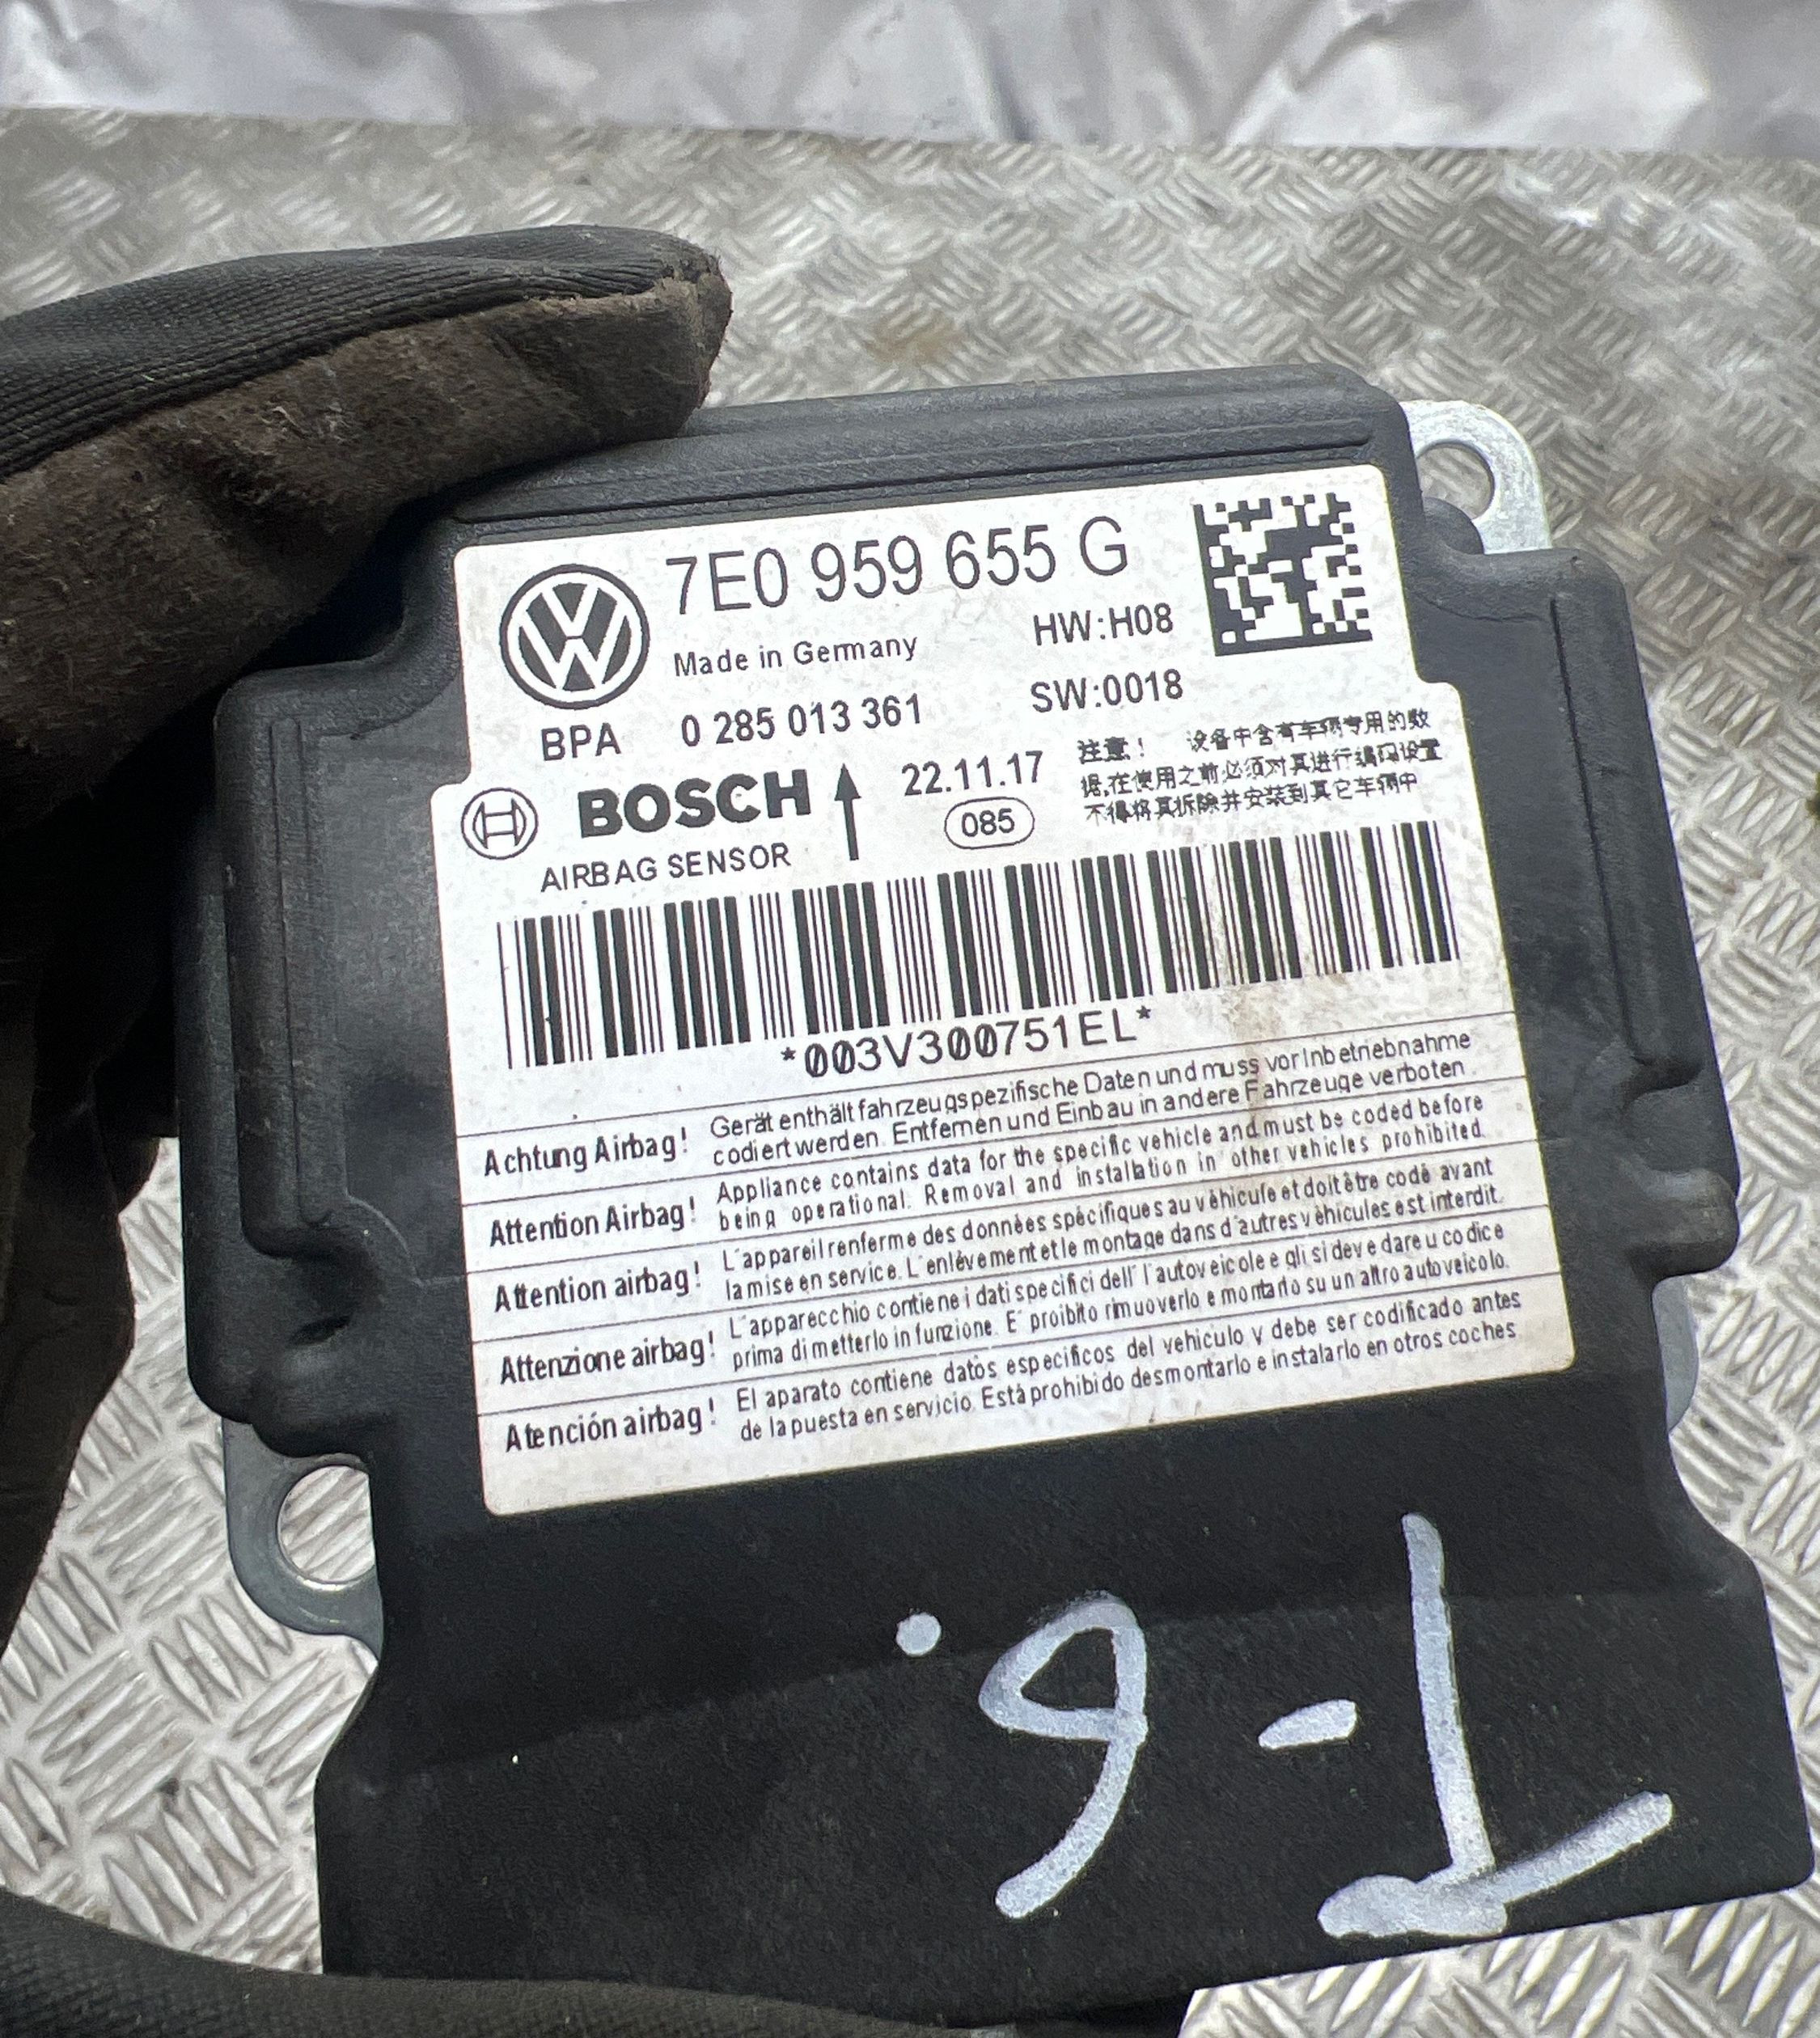 7E0 959 655 G
Made in Germany
HW:H08
BPA 0 285 013 361
SW:0018
BOSCH
22.11.17
085
AIRBAG SENSOR
注意！ 设备中含有车辆专用的数
据,在使用之前必须对其进行编码设置
不得将其拆除并安装到其它车辆中
*003V300751EL*
Achtung Airbag! Gerät enthält fahrzeugspezifische Daten und muss vor Inbetriebnahme
codiert werden. Entfernen und Einbau in andere Fahrzeuge verboten.
Attention Airbag! Appliance contains data for the specific vehicle and must be coded before
being operational. Removal and installation in other vehicles prohibited.
Attention airbag! L'appareil renferme des données spécifiques au véhicule et doit être codé avant
la mise en service. L'enlèvement et le montage dans d'autres véhicules est interdit.
Attenzione airbag! L'apparecchio contiene i dati specifici dell' l'autoveicolo e gli si deve dare u codice
prima di metterlo in funzione. E' proibito rimuoverlo e montarlo su un altro autoveicolo.
Atención airbag! El aparato contiene datos especificos del vehiculo y debe ser codificado antes
de la puesta en servicio. Está prohibido desmontarlo e instalarlo en otros coches
T-6.